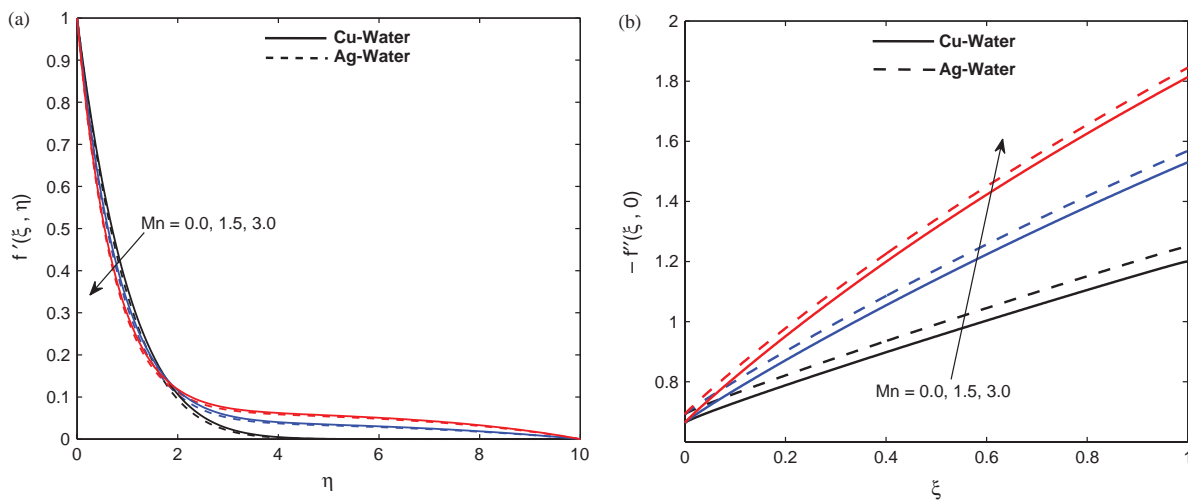 (a)
1
0.9
0.8
0.7
0.6
0.5
0.4
0.3
0.2
0.1
0
f ′(ξ , η)
Cu-Water
Ag-Water
Mn = 0.0, 1.5, 3.0
0 2 4 6 8 10
η
(b)
2
1.8
1.6
1.4
1.2
1
0.8
− f′′(ξ , 0)
Cu-Water
Ag-Water
Mn = 0.0, 1.5, 3.0
0 0.2 0.4 0.6 0.8 1
ξ